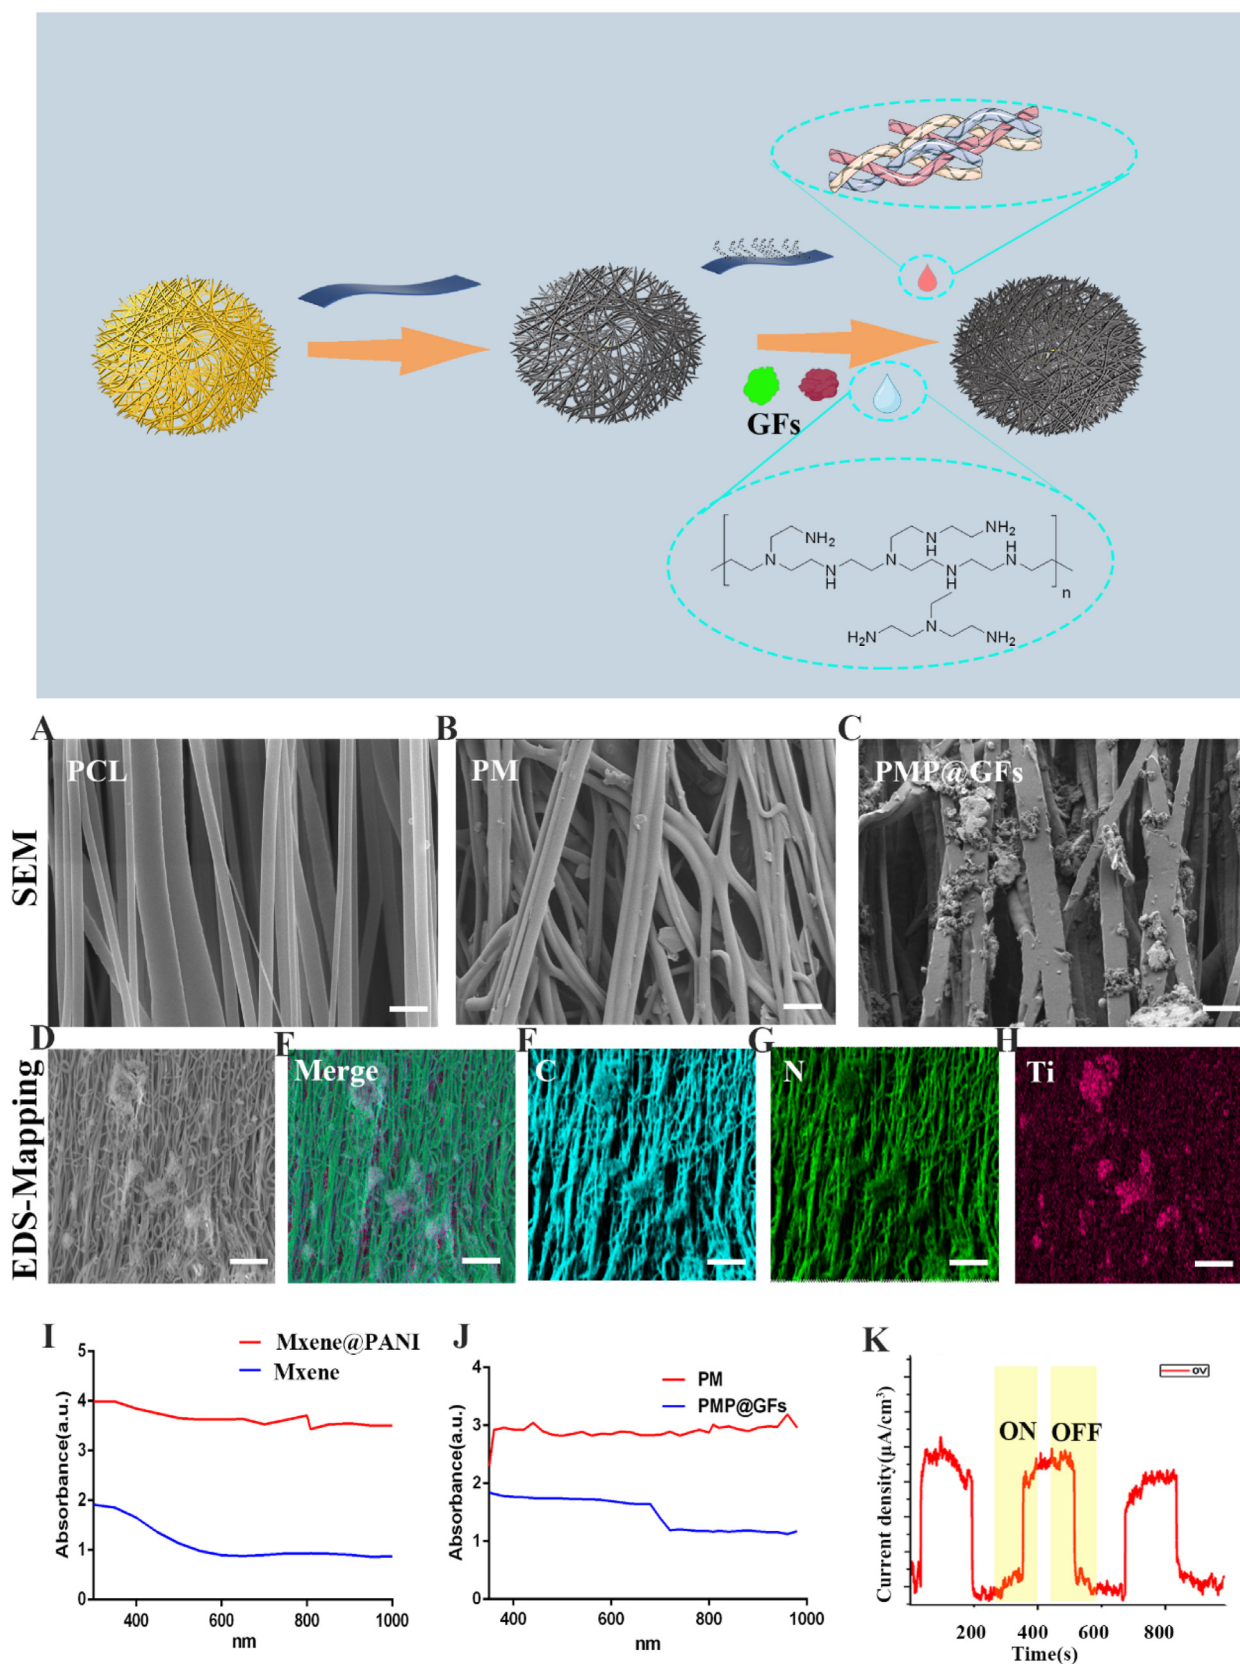 GFs
NH2
NH2
N
N
H
H
N
N
H
N
H
N
n
N
H2N
NH2
A
B
C
PCL
PM
PMP@GFs
SEM
D
E
F
G
H
Merge
C
N
Ti
EDS-Mapping
I
Mxene@PANI
Mxene
Absorbance(a.u.)
5
4
3
2
1
0
400
600
800
1000
nm
J
PM
PMP@GFs
Absorbance(a.u.)
4
3
2
1
0
400
600
800
1000
nm
K
0V
ON
OFF
Current density(µA/cm³)
200
400
600
800
Time(s)